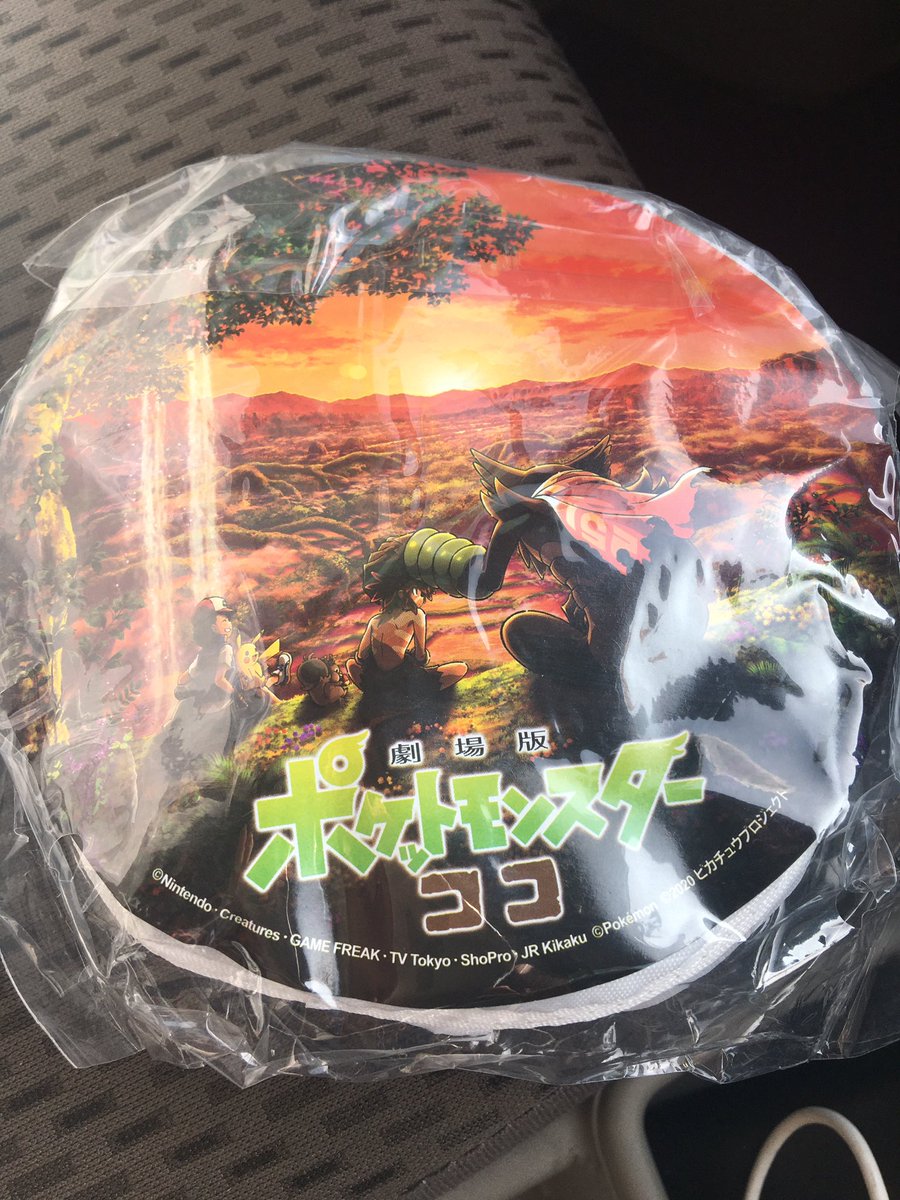 劇場版
ポケットモンスター
ココ
©Nintendo・Creatures・GAME FREAK・TV Tokyo・ShoPro・JR Kikaku ©Pokémon ©2020 ピカチュウプロジェクト